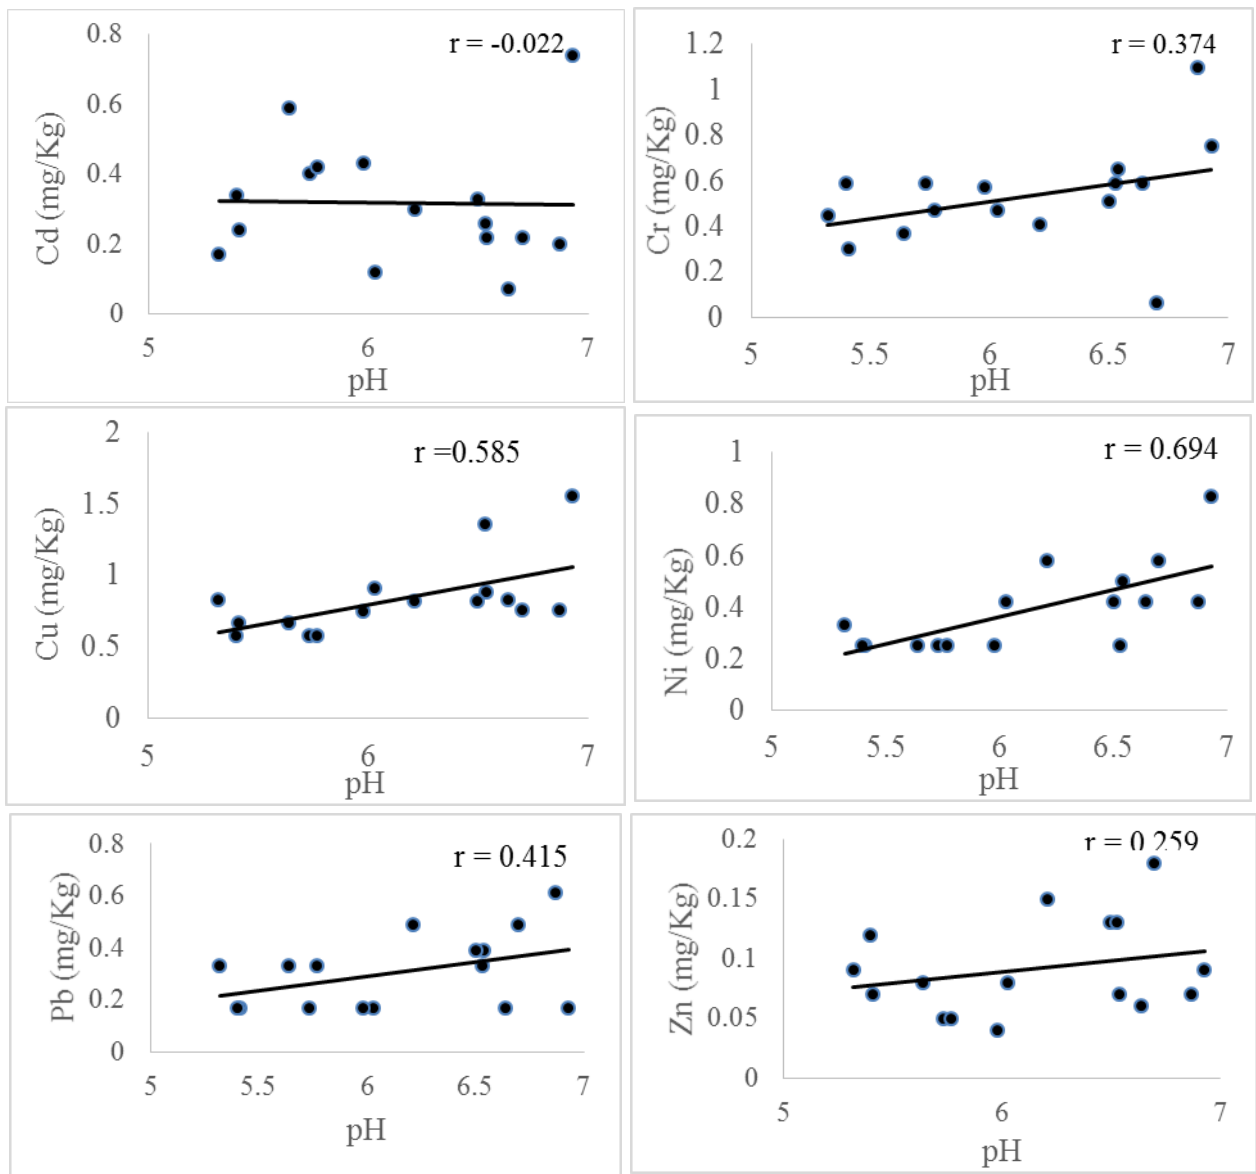 r = -0.022
Cd (mg/Kg)
0.8
0.6
0.4
0.2
0
5 6 7
pH
r = 0.374
Cr (mg/Kg)
1.2
1
0.8
0.6
0.4
0.2
0
5 5.5 6 6.5 7
pH
r =0.585
Cu (mg/Kg)
2
1.5
1
0.5
0
5 6 7
pH
r = 0.694
Ni (mg/Kg)
1
0.8
0.6
0.4
0.2
0
5 5.5 6 6.5 7
pH
r = 0.415
Pb (mg/Kg)
0.8
0.6
0.4
0.2
0
5 5.5 6 6.5 7
pH
r = 0.259
Zn (mg/Kg)
0.2
0.15
0.1
0.05
0
5 6 7
pH